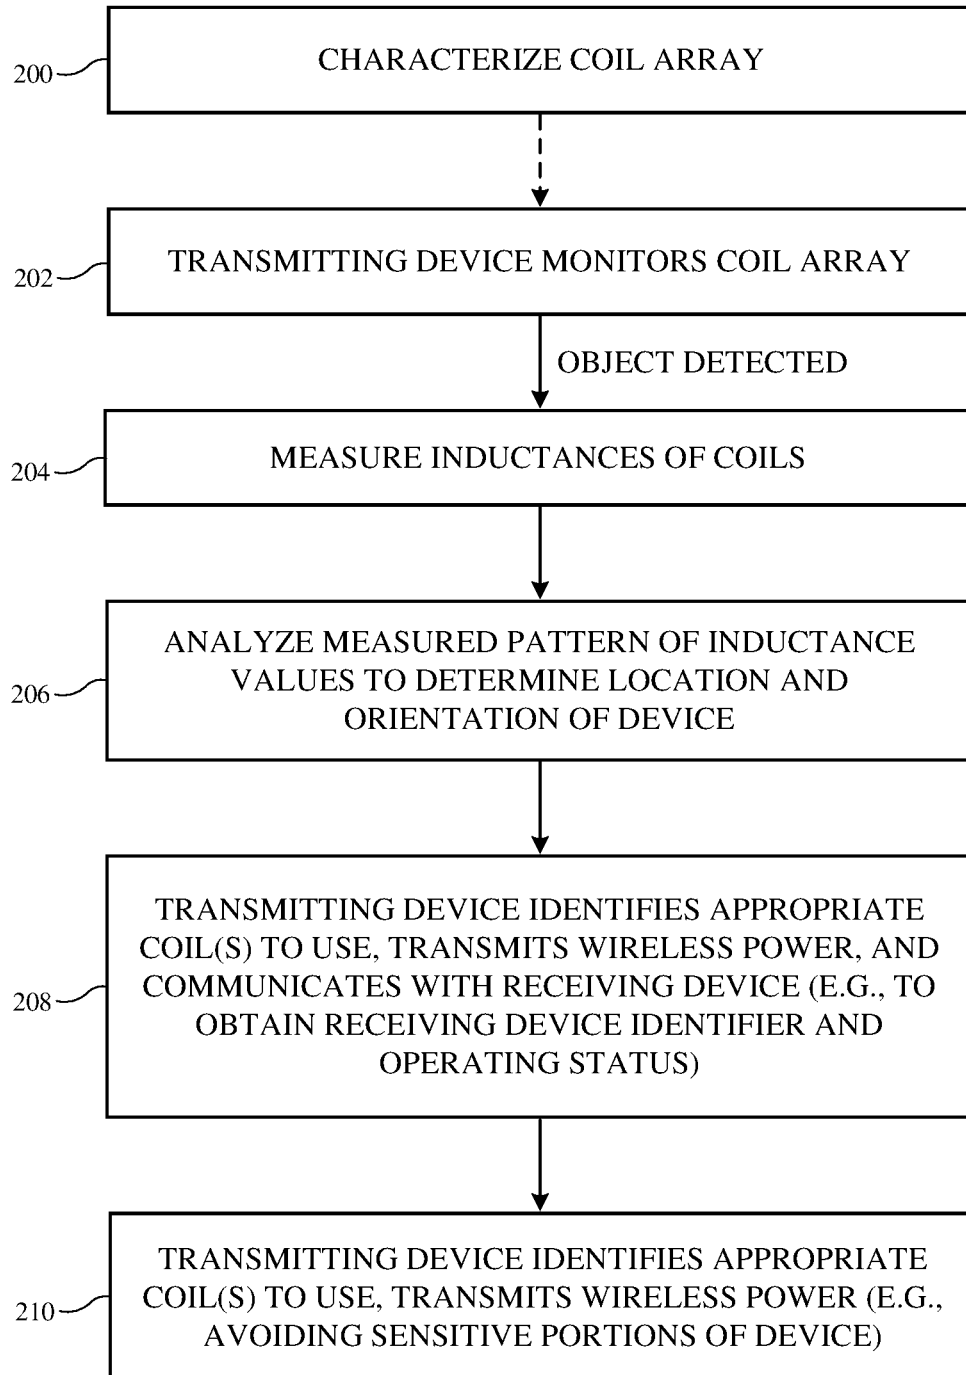 200
CHARACTERIZE COIL ARRAY
202
TRANSMITTING DEVICE MONITORS COIL ARRAY
OBJECT DETECTED
204
MEASURE INDUCTANCES OF COILS
206
ANALYZE MEASURED PATTERN OF INDUCTANCE
VALUES TO DETERMINE LOCATION AND
ORIENTATION OF DEVICE
208
TRANSMITTING DEVICE IDENTIFIES APPROPRIATE
COIL(S) TO USE, TRANSMITS WIRELESS POWER, AND
COMMUNICATES WITH RECEIVING DEVICE (E.G., TO
OBTAIN RECEIVING DEVICE IDENTIFIER AND
OPERATING STATUS)
210
TRANSMITTING DEVICE IDENTIFIES APPROPRIATE
COIL(S) TO USE, TRANSMITS WIRELESS POWER (E.G.,
AVOIDING SENSITIVE PORTIONS OF DEVICE)